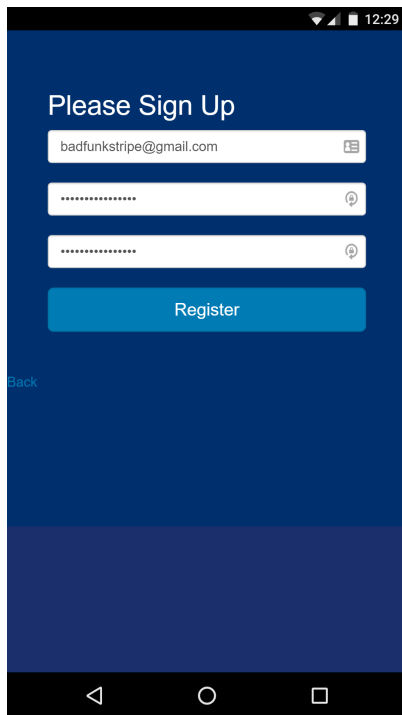 12:29
Please Sign Up
badfunkstripe@gmail.com
••••••••••••••••
••••••••••••••••
Register
Back